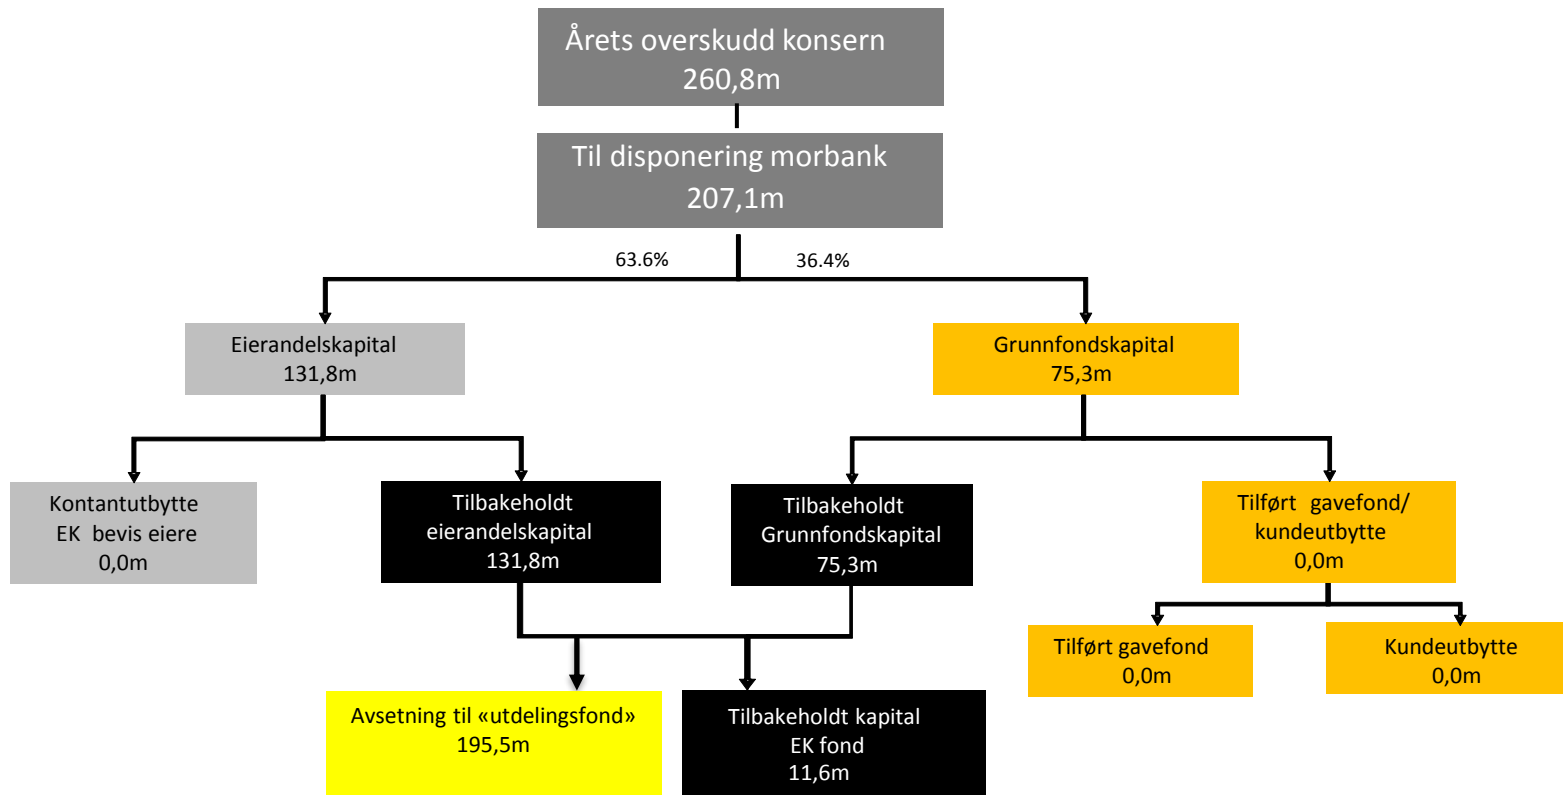 Årets overskudd konsern
260,8m
Til disponering morbank
207,1m
63.6%
36.4%
Eierandelskapital
131,8m
Grunnfondskapital
75,3m
Kontantutbytte
EK bevis eiere
0,0m
Tilbakeholdt
eierandelskapital
131,8m
Tilbakeholdt
Grunnfondskapital
75,3m
Tilført gavefond/
kundeutbytte
0,0m
Tilført gavefond
0,0m
Kundeutbytte
0,0m
Avsetning til «utdelingsfond»
195,5m
Tilbakeholdt kapital
EK fond
11,6m